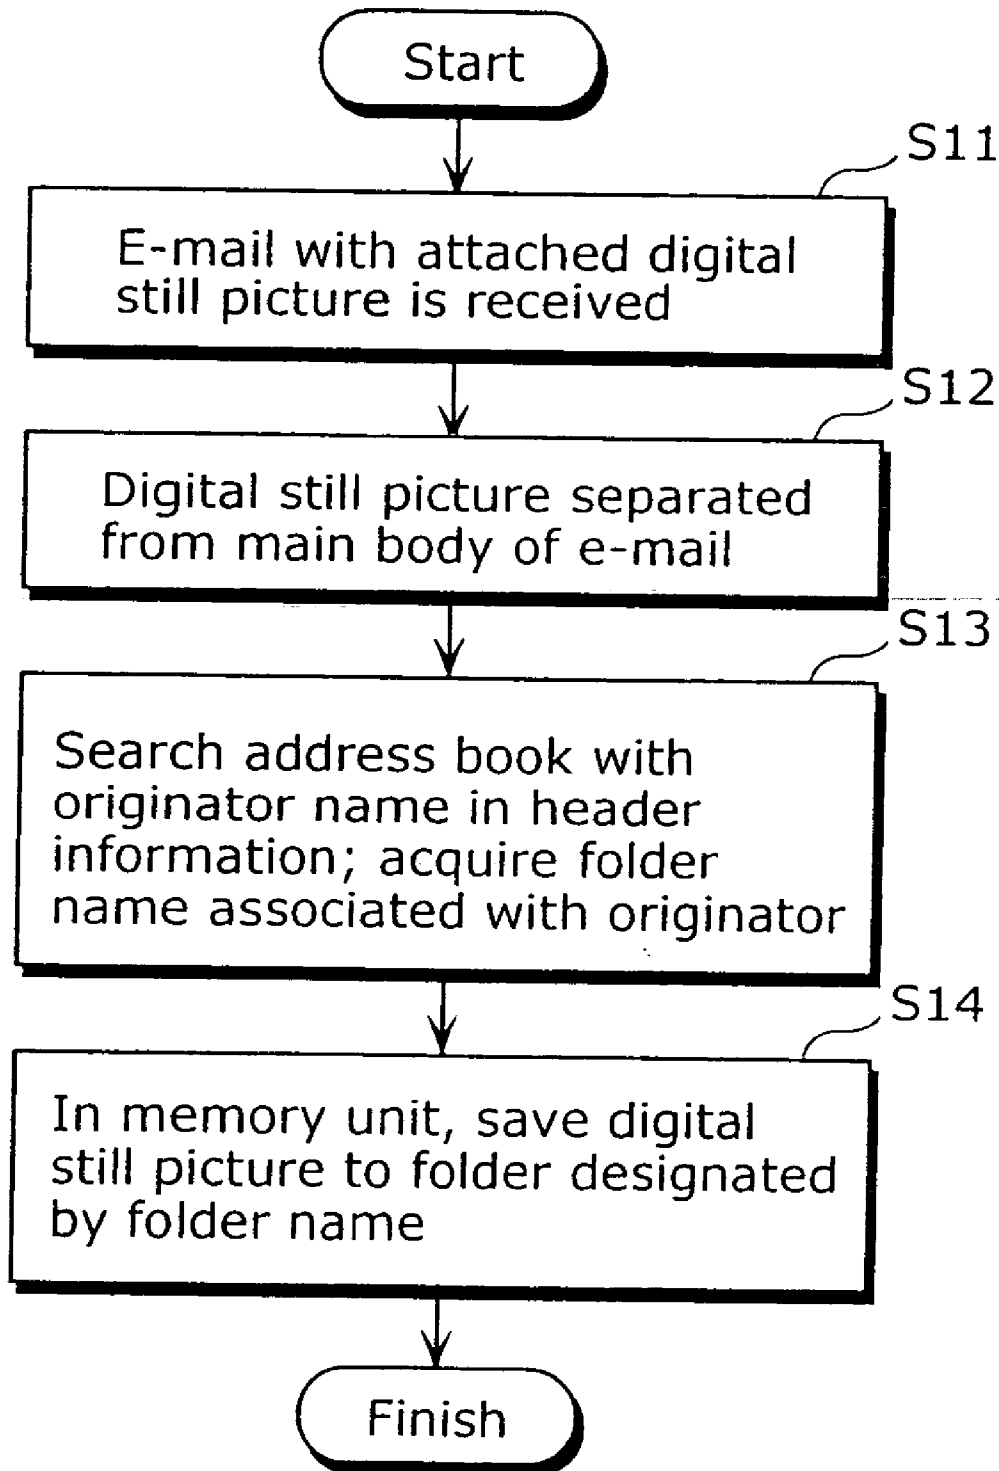 Start
S11
E-mail with attached digital
still picture is received
S12
Digital still picture separated
from main body of e-mail
S13
Search address book with
originator name in header
information; acquire folder
name associated with originator
S14
In memory unit, save digital
still picture to folder designated
by folder name
Finish